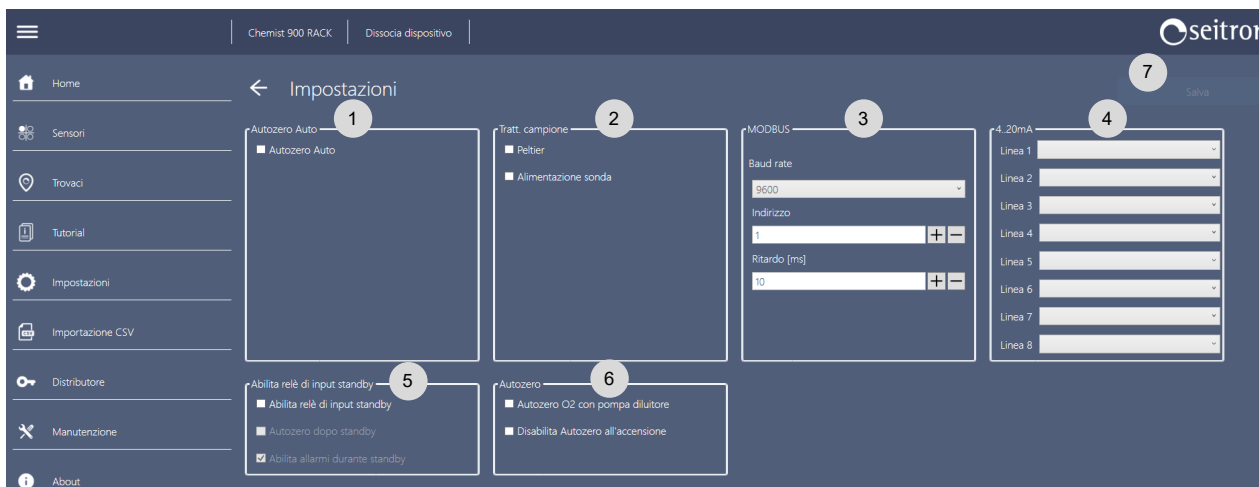 Chemist 900 RACK
Dissocia dispositivo
seitron
Home
Sensori
Trovaci
Tutorial
Impostazioni
Importazione CSV
Distributore
Manutenzione
About
Impostazioni
7
Salva
Autozero Auto
1
Autozero Auto
Tratt. campione
2
Peltier
Alimentazione sonda
MODBUS
3
Baud rate
9600
Indirizzo
1
Ritardo [ms]
10
4..20mA
4
Linea 1
Linea 2
Linea 3
Linea 4
Linea 5
Linea 6
Linea 7
Linea 8
Abilita relè di input standby
5
Abilita relè di input standby
Autozero dopo standby
Abilita allarmi durante standby
Autozero
6
Autozero O2 con pompa diluitore
Disabilita Autozero all'accensione